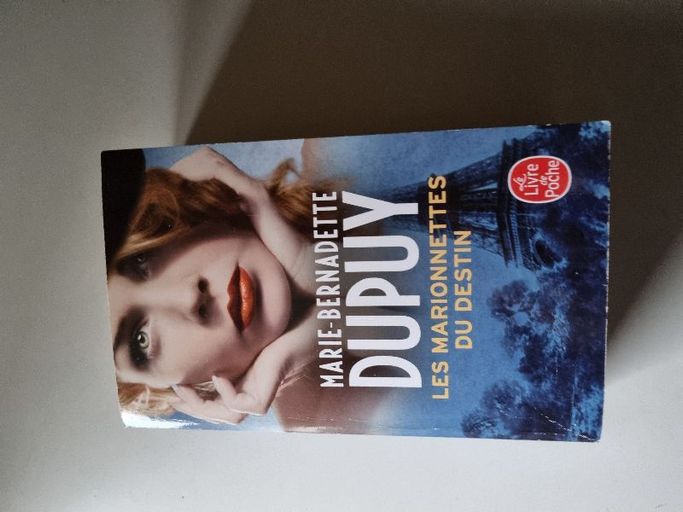 MARIE-BERNADETTE
DUPUY
LES MARIONNETTES
DU DESTIN
Le
Livre
de
Poche